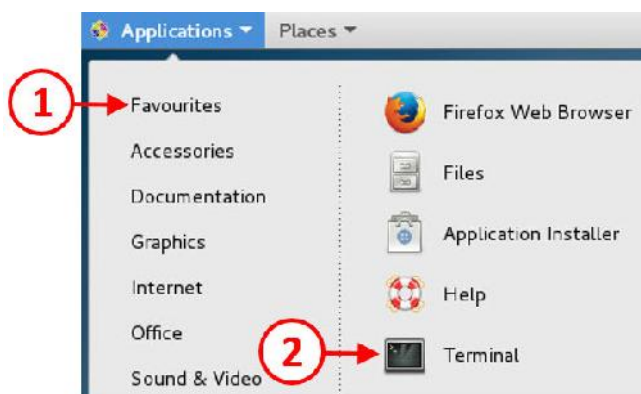 Applications Places
1
Favourites
Accessories
Documentation
Graphics
Internet
Office
Sound & Video
Firefox Web Browser
Files
Application Installer
Help
2
Terminal